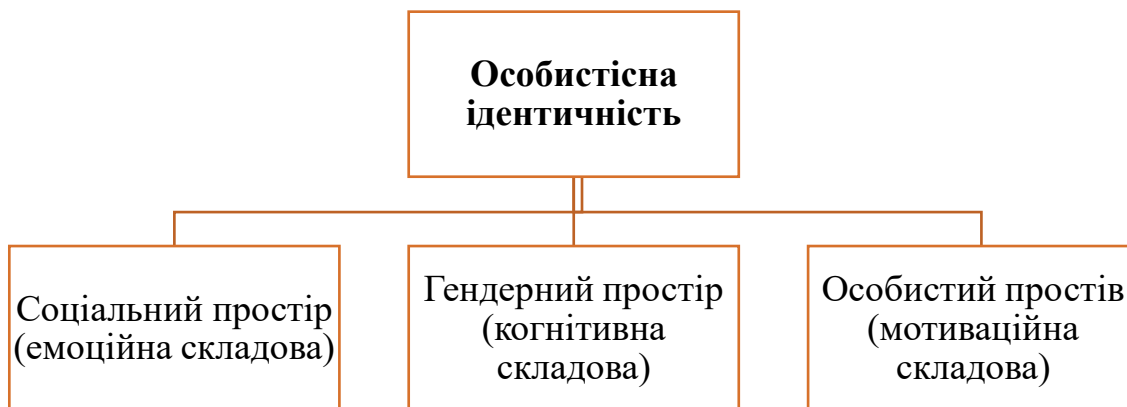 Особистісна
ідентичність
Соціальний простір
(емоційна складова)
Гендерний простір
(когнітивна
складова)
Особистий простів
(мотиваційна
складова)